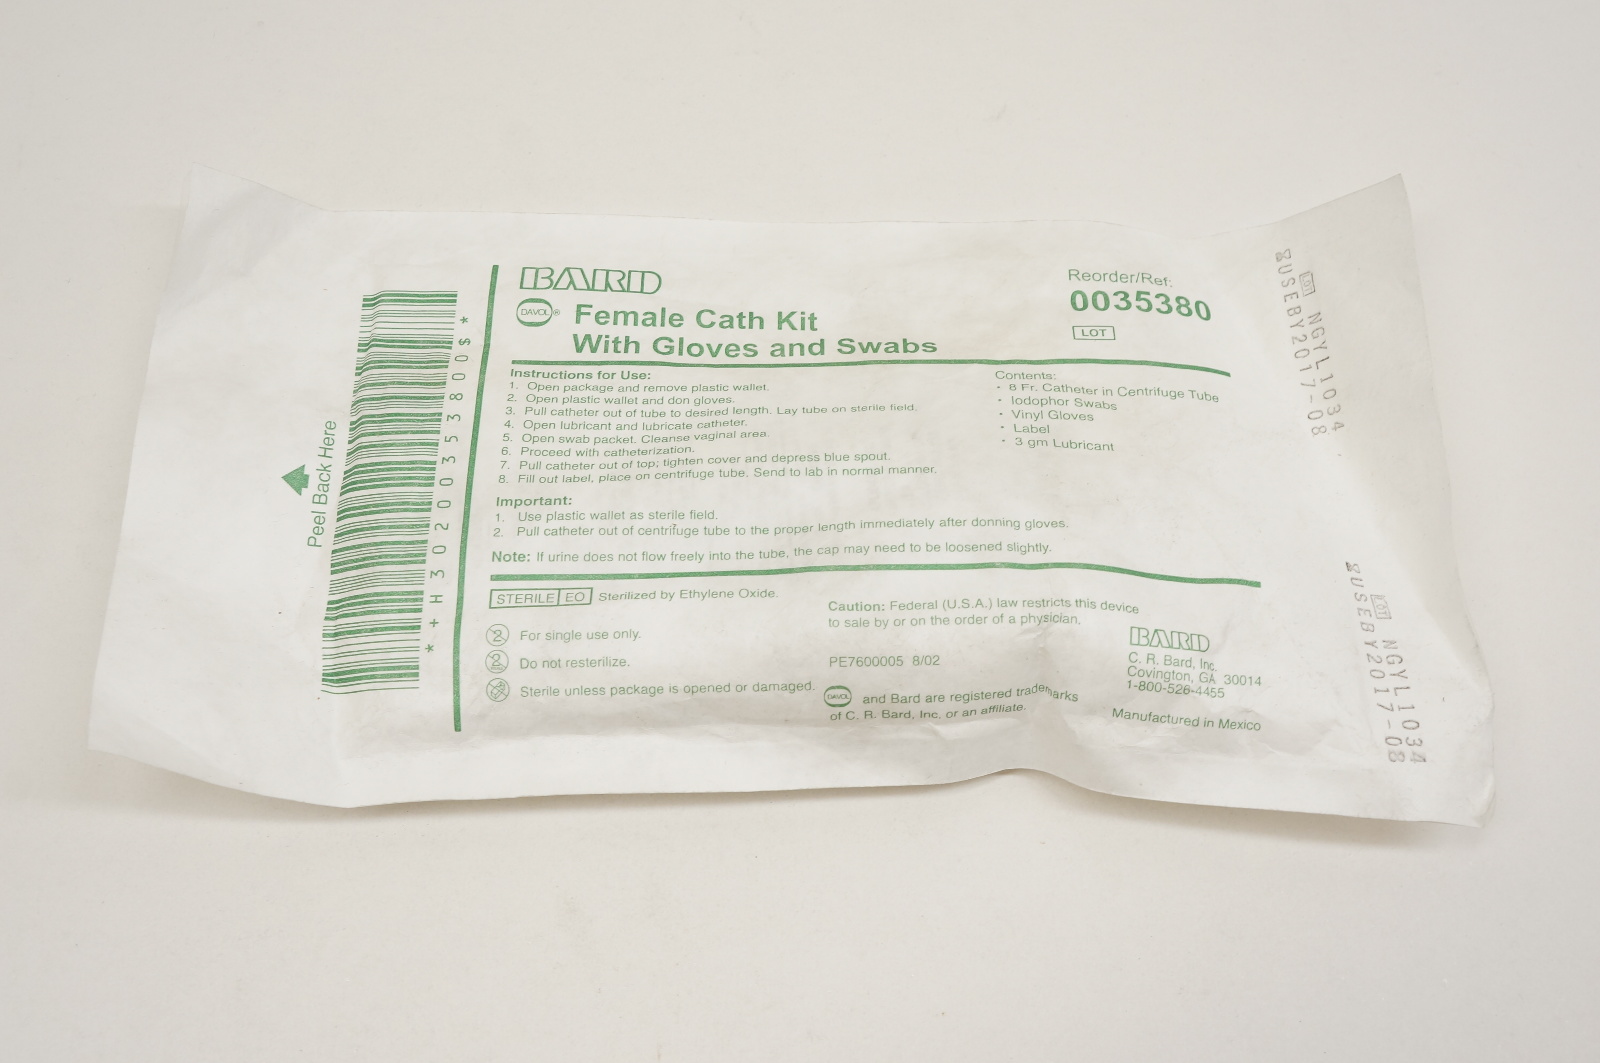 BARD
DAVOL®
Female Cath Kit
With Gloves and Swabs
Reorder/Ref:
0035380
LOT
Instructions for Use:
1. Open package and remove plastic wallet.
2. Open plastic wallet and don gloves.
3. Pull catheter out of tube to desired length. Lay tube on sterile field.
4. Open lubricant and lubricate catheter.
5. Open swab packet. Cleanse vaginal area.
6. Proceed with catheterization.
7. Pull catheter out of top; tighten cover and depress blue spout.
8. Fill out label, place on centrifuge tube. Send to lab in normal manner.
Contents:
· 8 Fr. Catheter in Centrifuge Tube
· Iodophor Swabs
· Vinyl Gloves
· Label
· 3 gm Lubricant
Important:
1. Use plastic wallet as sterile field.
2. Pull catheter out of centrifuge tube to the proper length immediately after donning gloves.
Note: If urine does not flow freely into the tube, the cap may need to be loosened slightly.
STERILE EO Sterilized by Ethylene Oxide.
2 For single use only.
2 Do not resterilize.
Sterile unless package is opened or damaged.
Caution: Federal (U.S.A.) law restricts this device
to sale by or on the order of a physician.
PE7600005 8/02
DAVOL and Bard are registered trademarks
of C. R. Bard, Inc. or an affiliate.
BARD
C. R. Bard, Inc.
Covington, GA 30014
1-800-526-4455
Manufactured in Mexico
Peel Back Here
*+H3020035380 0$*
LOT NGYL1034
USEBY2017-08
LOT NGYL1034
USEBY2017-08